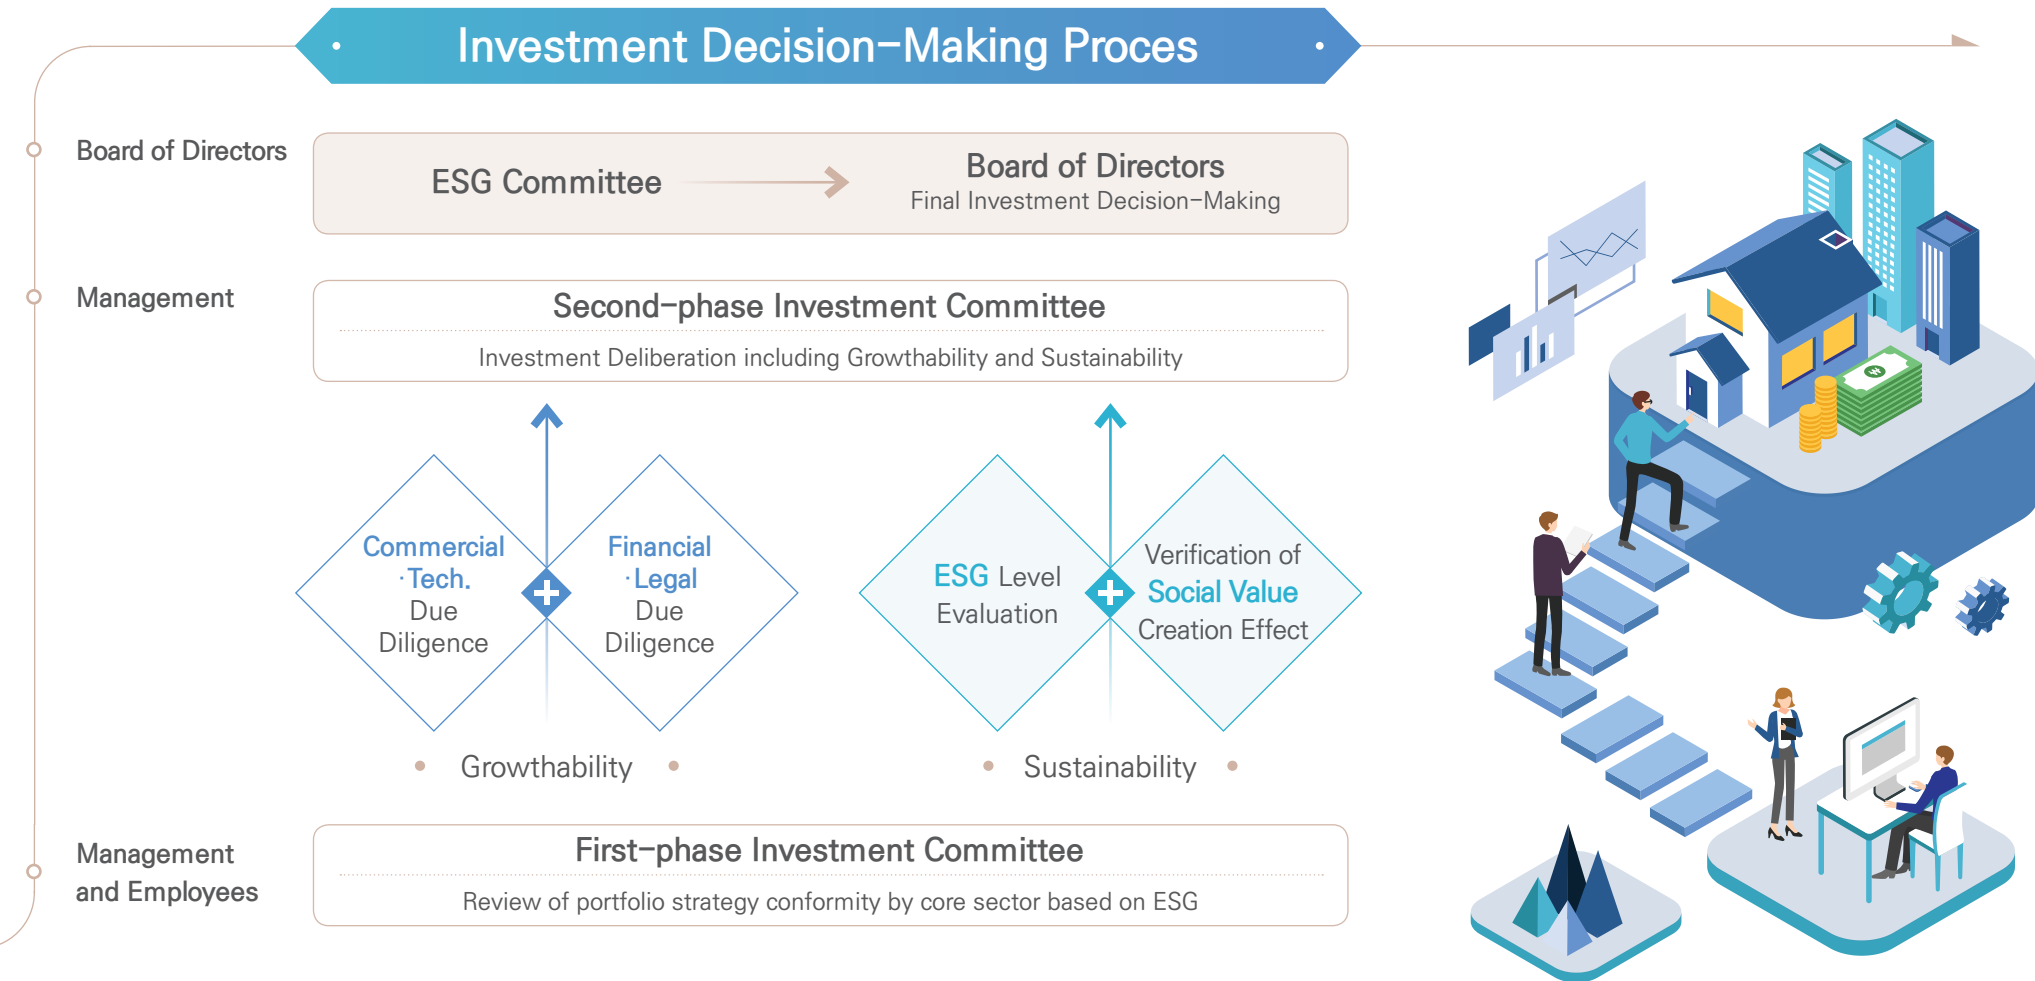 Investment Decision-Making Proces
Board of Directors
ESG Committee
Board of Directors
Final Investment Decision-Making
Management
Second-phase Investment Committee
Investment Deliberation including Growthability and Sustainability
Commercial
·Tech.
Due
Diligence
Financial
·Legal
Due
Diligence
ESG Level
Evaluation
Verification of
Social Value
Creation Effect
Growthability
Sustainability
Management
and Employees
First-phase Investment Committee
Review of portfolio strategy conformity by core sector based on ESG
₩